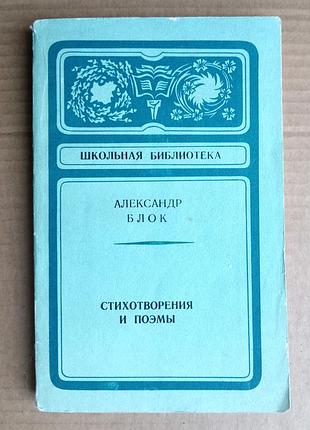 ШКОЛЬНАЯ БИБЛИОТЕКА
АЛЕКСАНДР
БЛОК
СТИХОТВОРЕНИЯ
И ПОЭМЫ